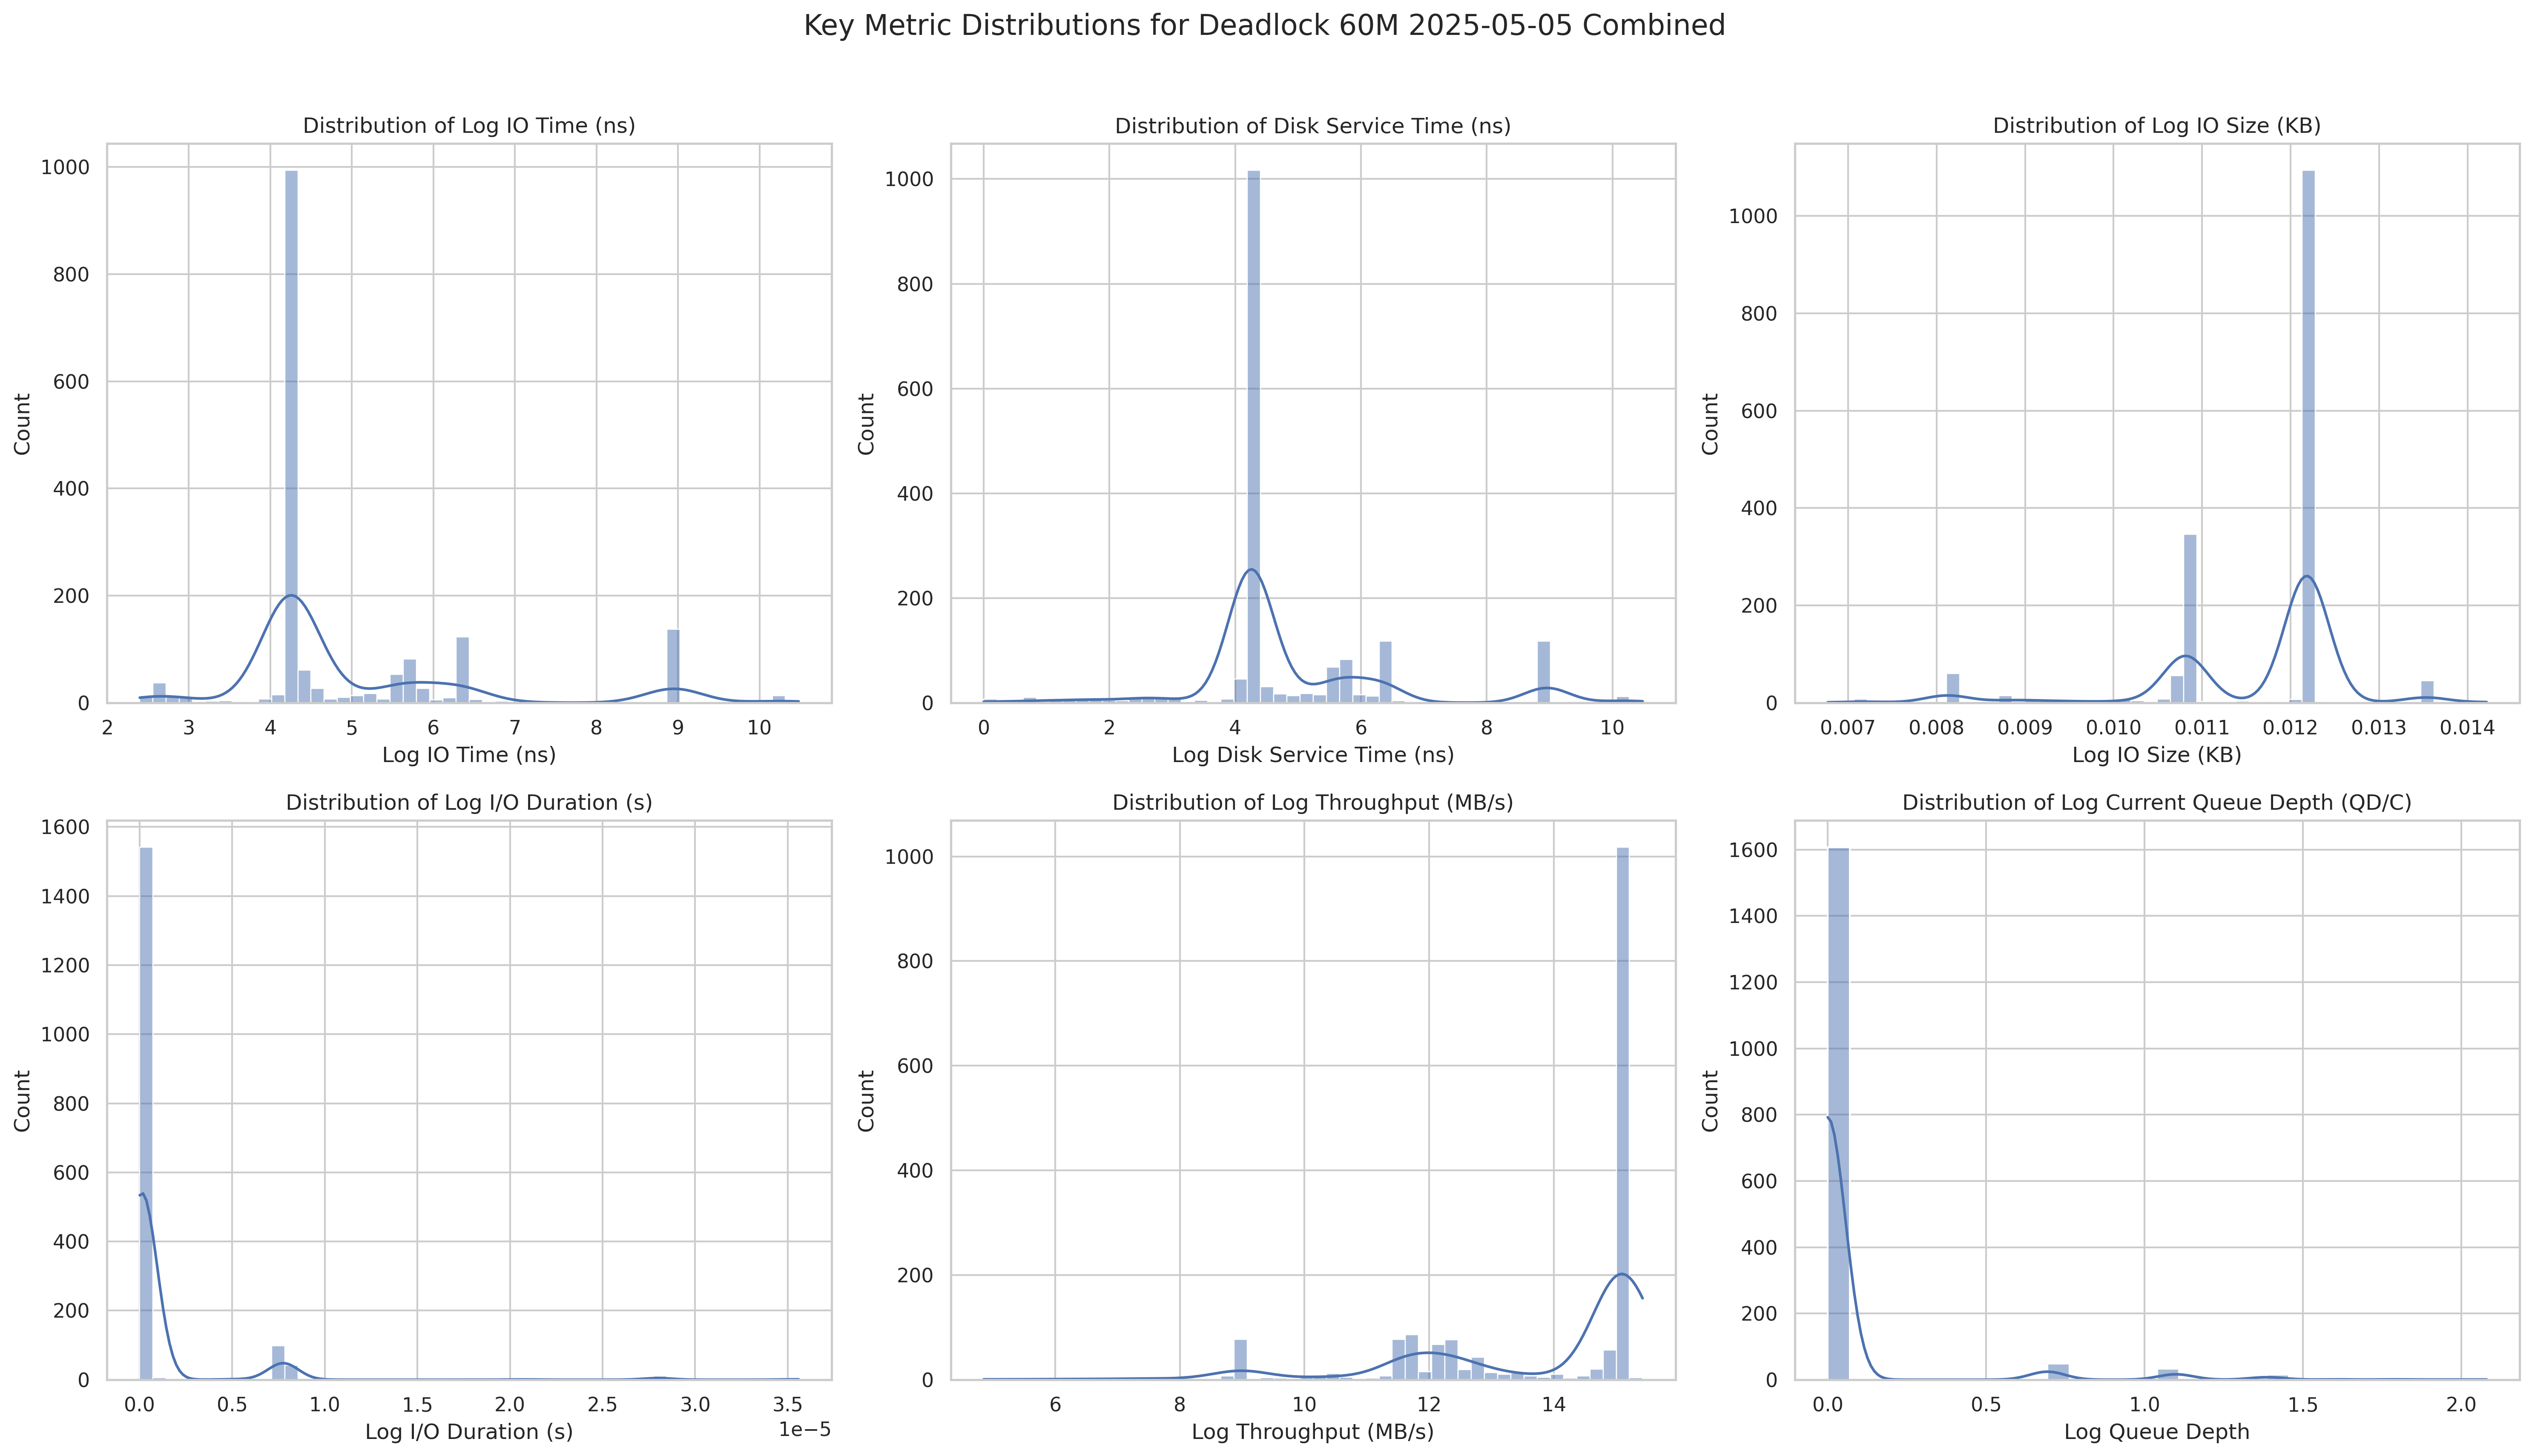 Key Metric Distributions for Deadlock 60M 2025-05-05 Combined
Distribution of Log IO Time (ns)
1000
800
600
400
200
0
Count
2 3 4 5 6 7 8 9 10
Log IO Time (ns)
Distribution of Disk Service Time (ns)
1000
800
600
400
200
0
Count
0 2 4 6 8 10
Log Disk Service Time (ns)
Distribution of Log IO Size (KB)
1000
800
600
400
200
0
Count
0.007 0.008 0.009 0.010 0.011 0.012 0.013 0.014
Log IO Size (KB)
Distribution of Log I/O Duration (s)
1600
1400
1200
1000
800
600
400
200
0
Count
0.0 0.5 1.0 1.5 2.0 2.5 3.0 3.5
1e−5
Log I/O Duration (s)
Distribution of Log Throughput (MB/s)
1000
800
600
400
200
0
Count
6 8 10 12 14
Log Throughput (MB/s)
Distribution of Log Current Queue Depth (QD/C)
1600
1400
1200
1000
800
600
400
200
0
Count
0.0 0.5 1.0 1.5 2.0
Log Queue Depth